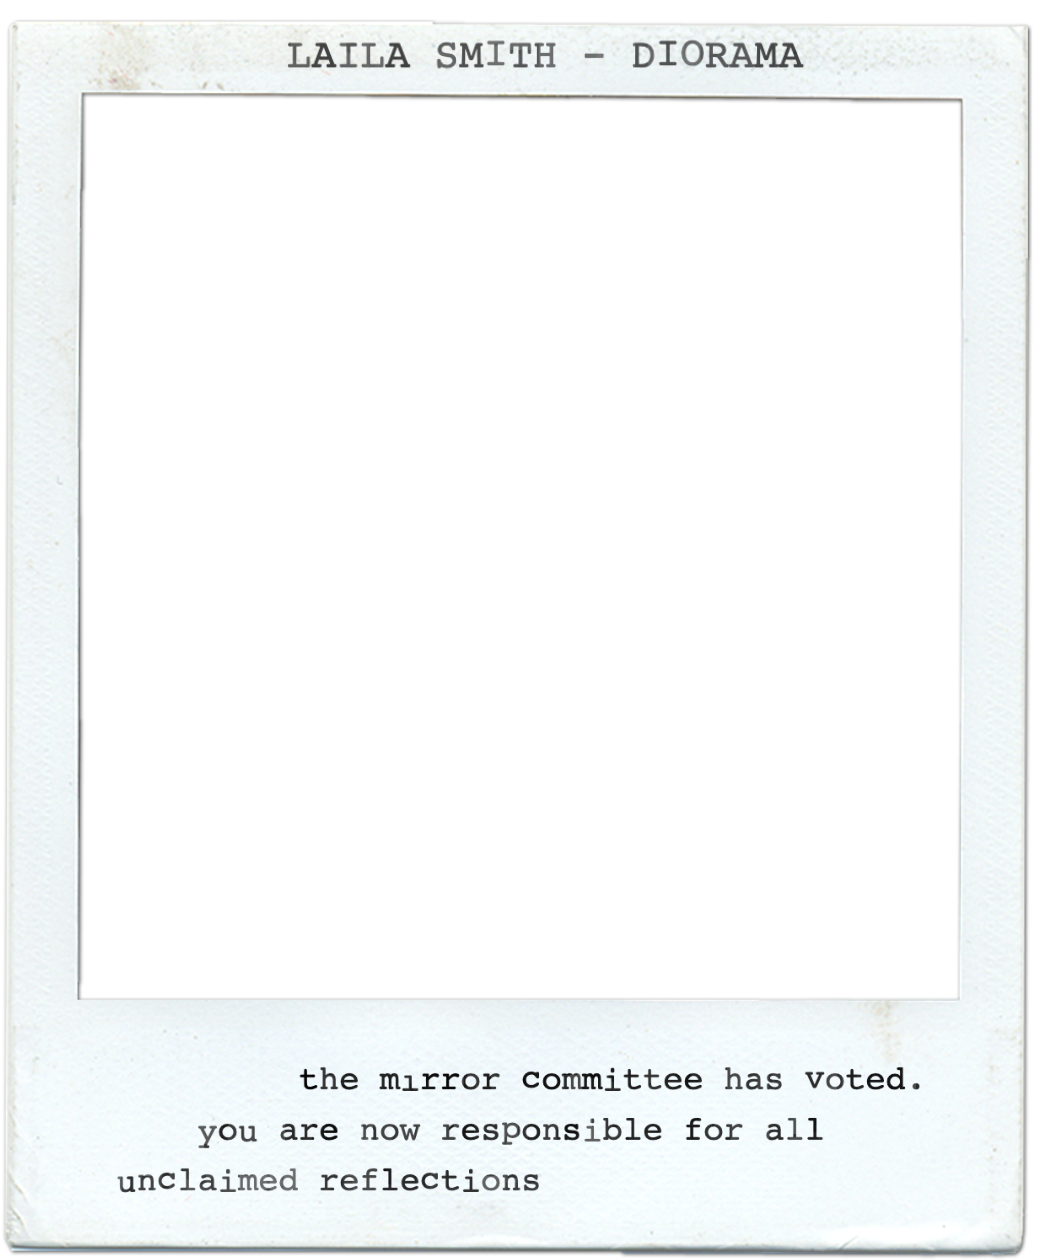 LAILA SMITH – DIORAMA
the mırror committee has voted.
you are now responsible for all
unclaimed reflections